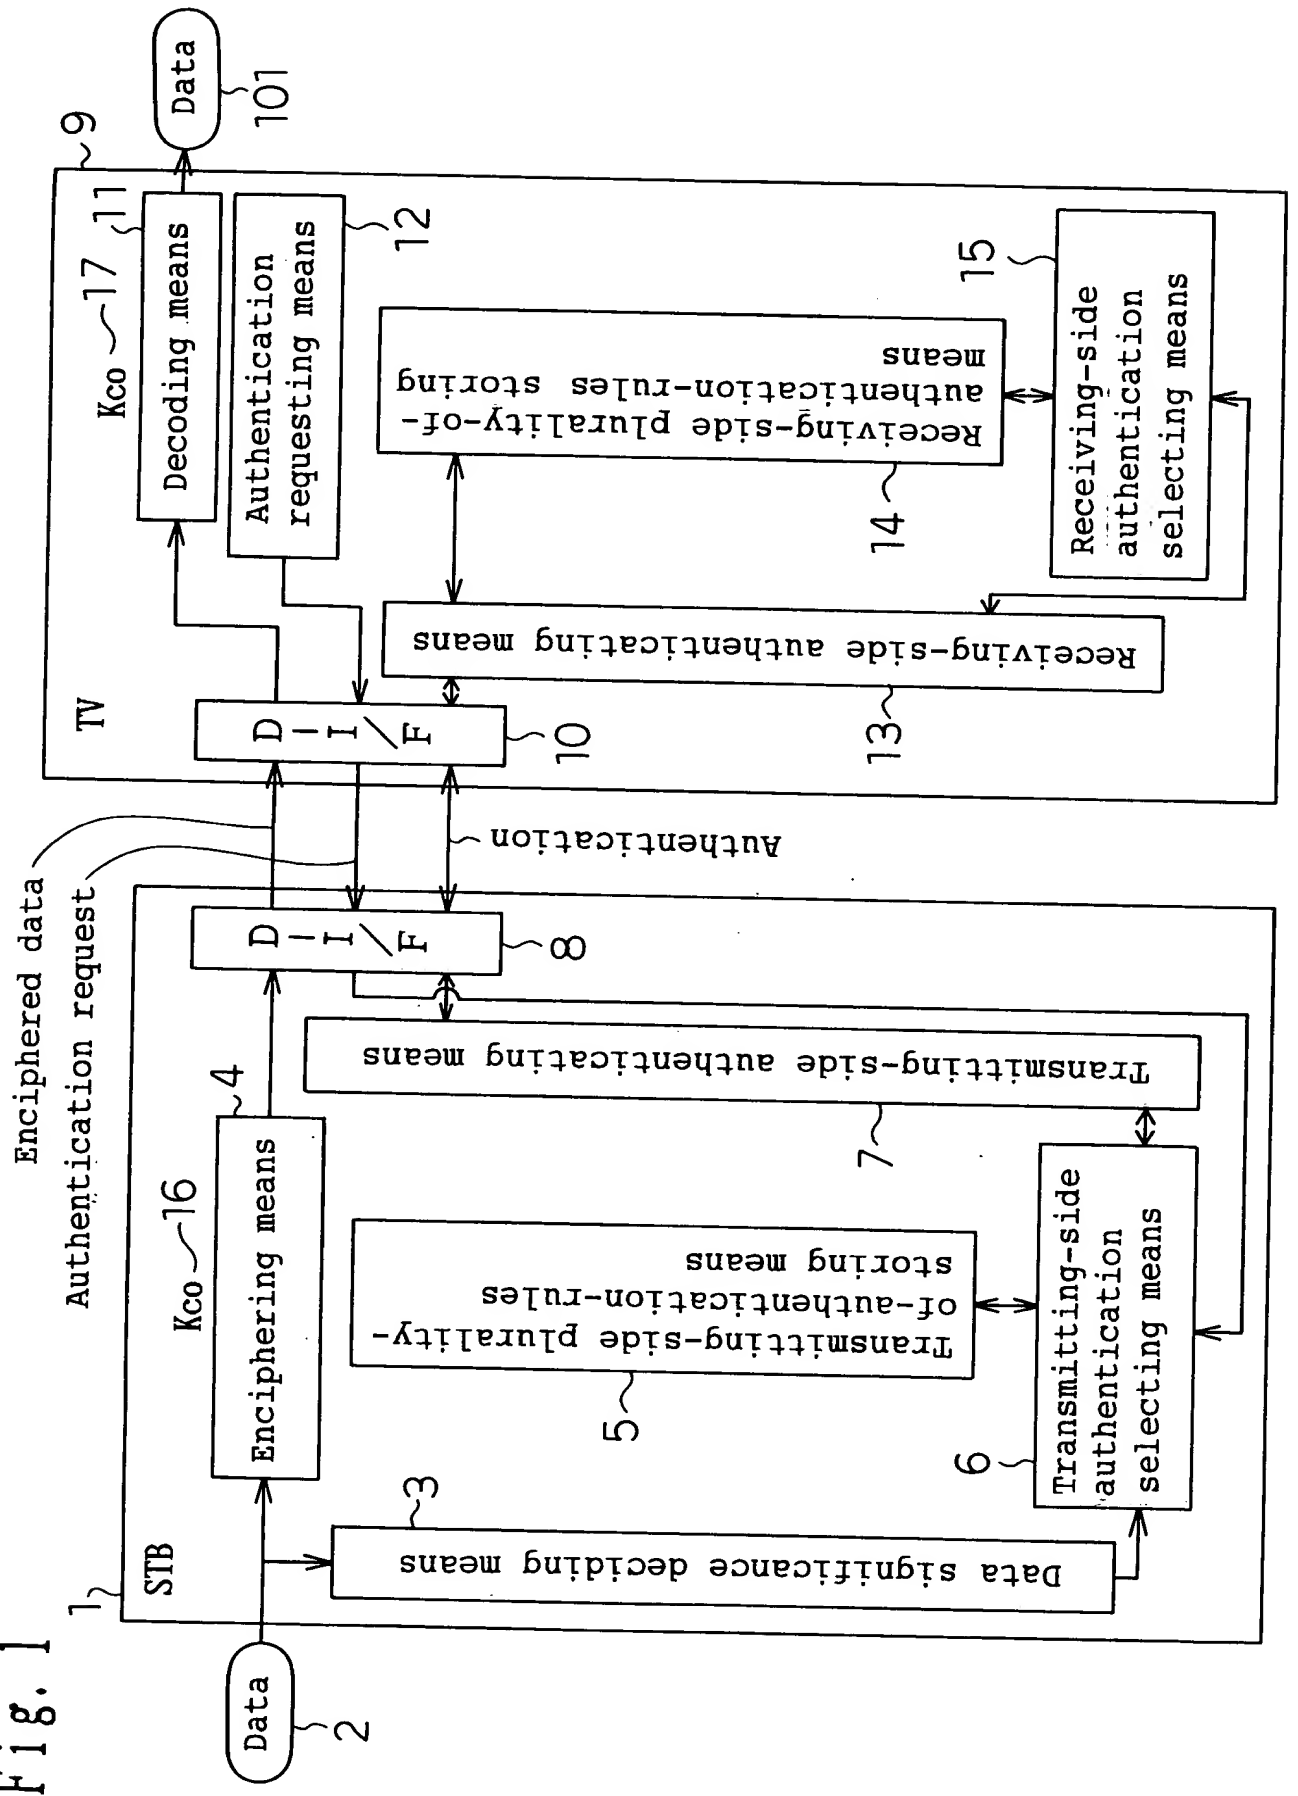 Fig. 1
1
STB
Data
2
Data significance deciding means
3
Kco
16
Enciphering means
4
Transmitting-side plurality-
of-authentication-rules
storing means
5
Transmitting-side
authentication
selecting means
6
Transmitting-side authenticating means
7
D-I/F
8
Enciphered data
Authentication request
Authentication
TV
9
D-I/F
10
Kco
17
Decoding means
11
Authentication
requesting means
12
Receiving-side authenticating means
13
Receiving-side plurality-of-
authentication-rules storing
means
14
Receiving-side
authentication
selecting means
15
Data
101